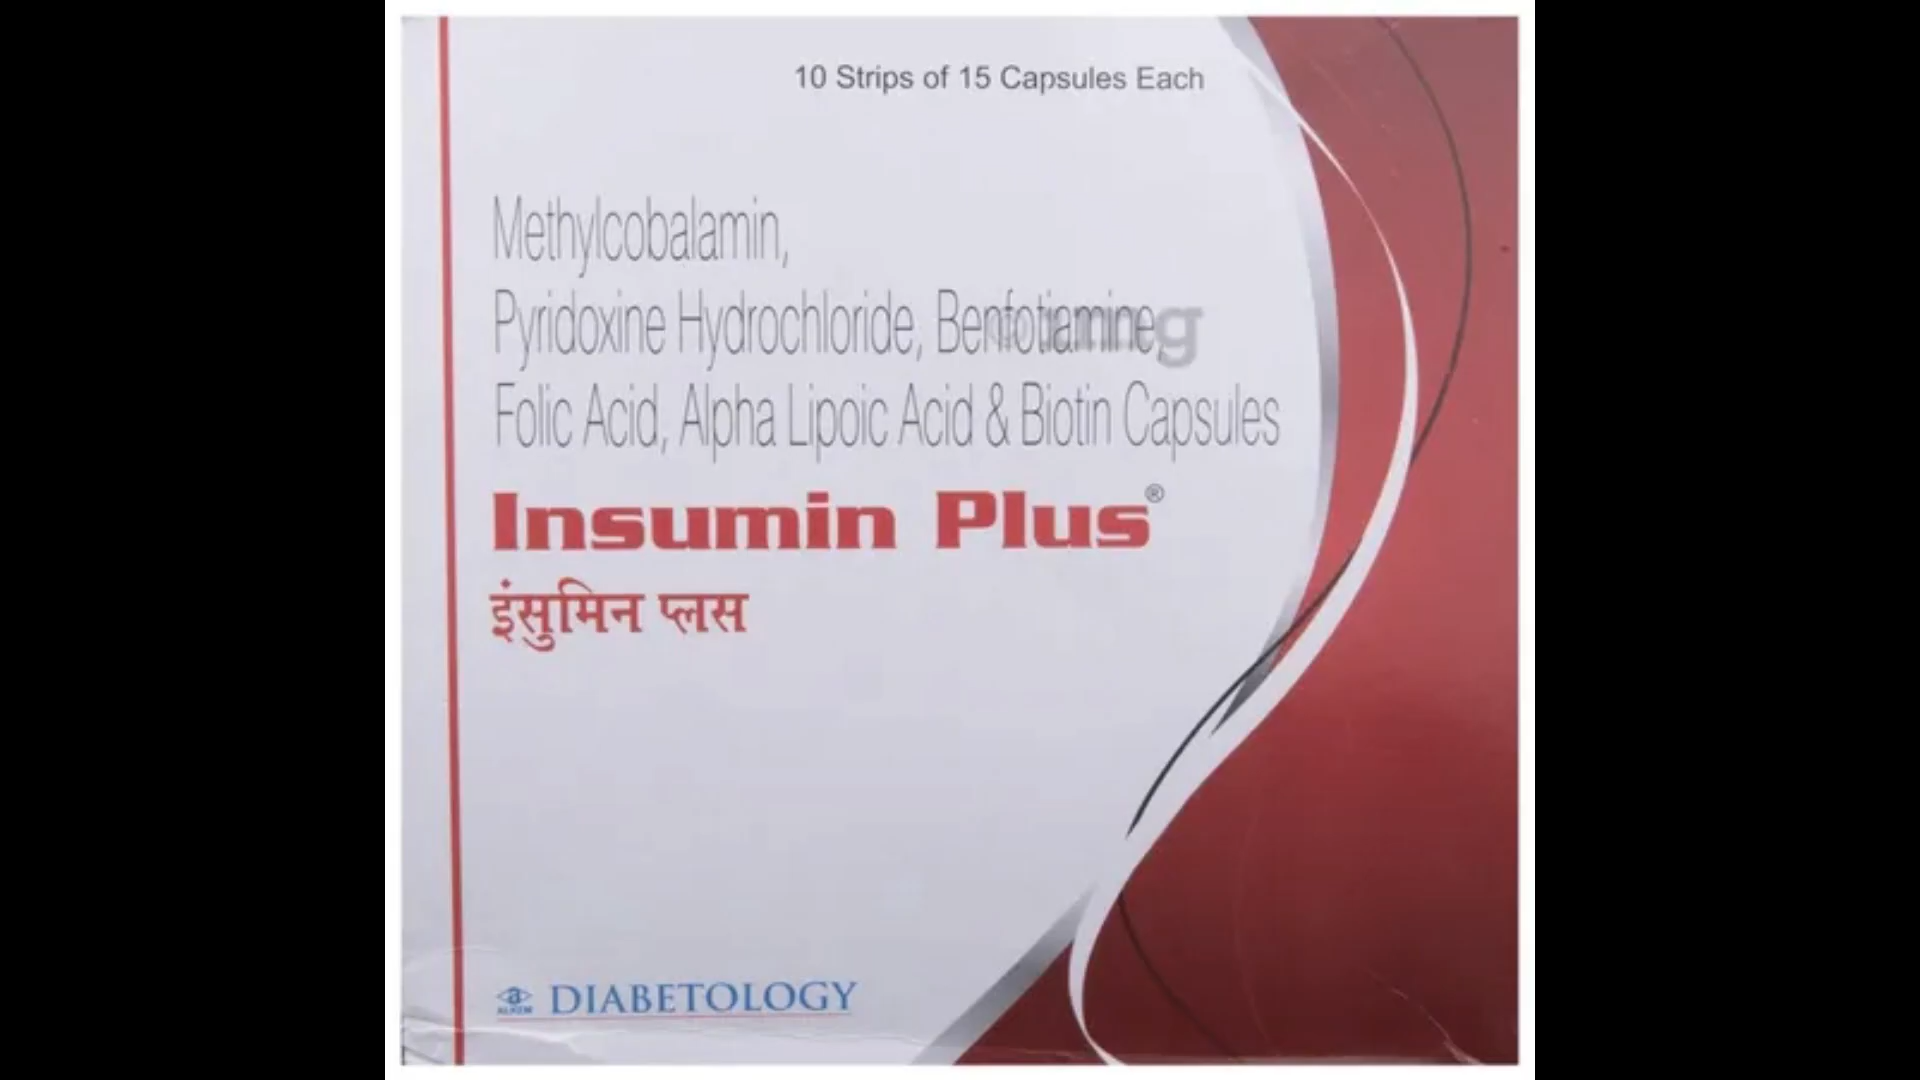 10 Strips of 15 Capsules Each
Methylcobalamin,
Pyridoxine Hydrochloride, Benfotiamine,
Folic Acid, Alpha Lipoic Acid & Biotin Capsules
Insumin Plus®
इंसुमिन प्लस
ALKEM DIABETOLOGY